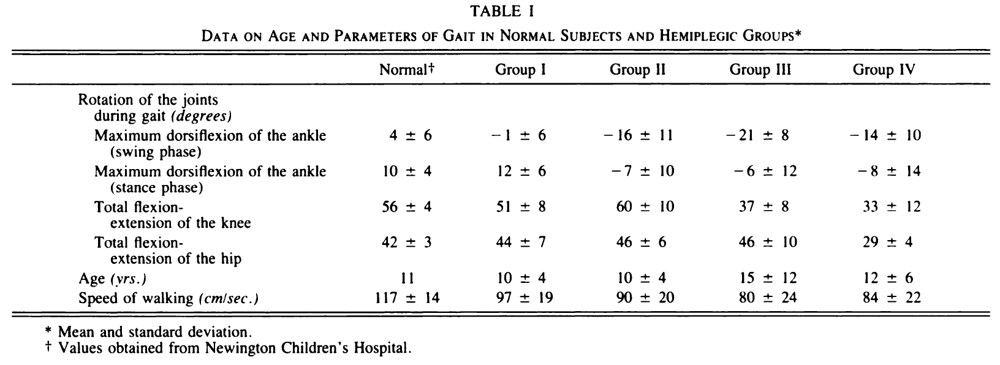 TABLE I
DATA ON AGE AND PARAMETERS OF GAIT IN NORMAL SUBJECTS AND HEMIPLEGIC GROUPS*
Normal† Group I Group II Group III Group IV
Rotation of the joints
during gait (degrees)
Maximum dorsiflexion of the ankle 4 ± 6 −1 ± 6 −16 ± 11 −21 ± 8 −14 ± 10
(swing phase)
Maximum dorsiflexion of the ankle 10 ± 4 12 ± 6 −7 ± 10 −6 ± 12 −8 ± 14
(stance phase)
Total flexion- 56 ± 4 51 ± 8 60 ± 10 37 ± 8 33 ± 12
extension of the knee
Total flexion- 42 ± 3 44 ± 7 46 ± 6 46 ± 10 29 ± 4
extension of the hip
Age (yrs.) 11 10 ± 4 10 ± 4 15 ± 12 12 ± 6
Speed of walking (cm/sec.) 117 ± 14 97 ± 19 90 ± 20 80 ± 24 84 ± 22
* Mean and standard deviation.
† Values obtained from Newington Children's Hospital.